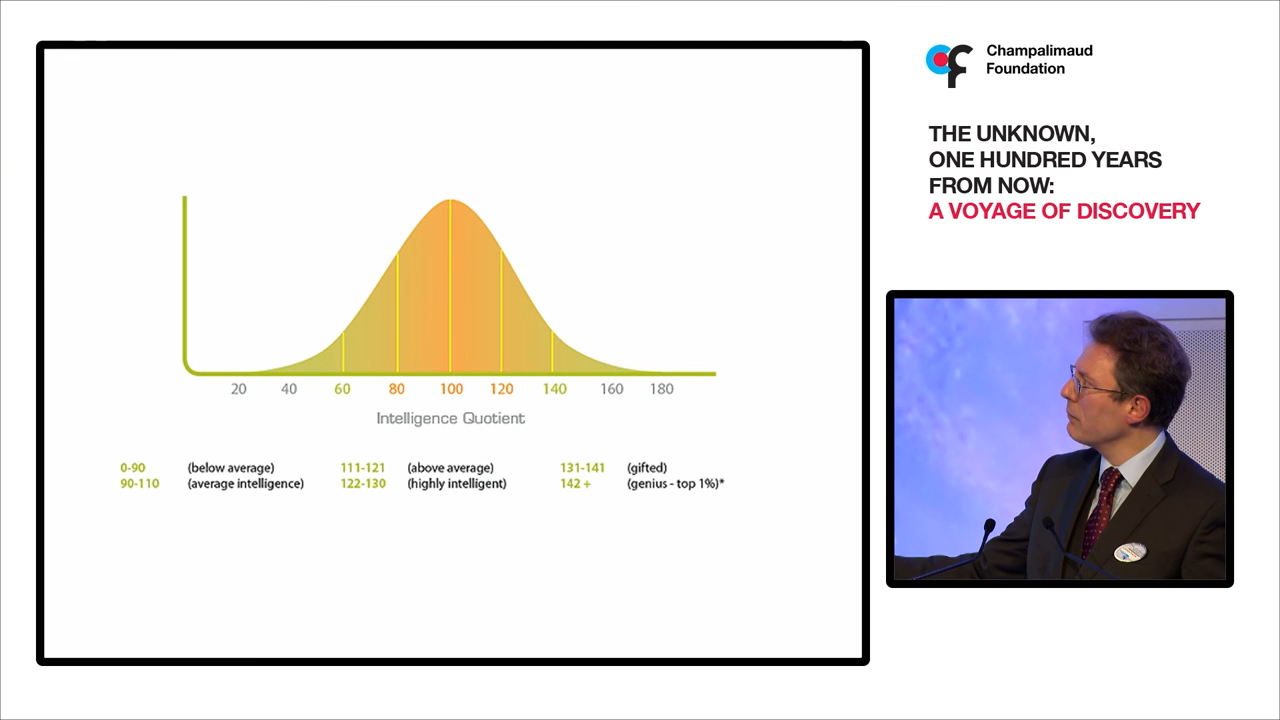 Champalimaud
Foundation
THE UNKNOWN,
ONE HUNDRED YEARS
FROM NOW:
A VOYAGE OF DISCOVERY
20 40 60 80 100 120 140 160 180
Intelligence Quotient
0-90 (below average) 111-121 (above average) 131-141 (gifted)
90-110 (average intelligence) 122-130 (highly intelligent) 142 + (genius - top 1%)*